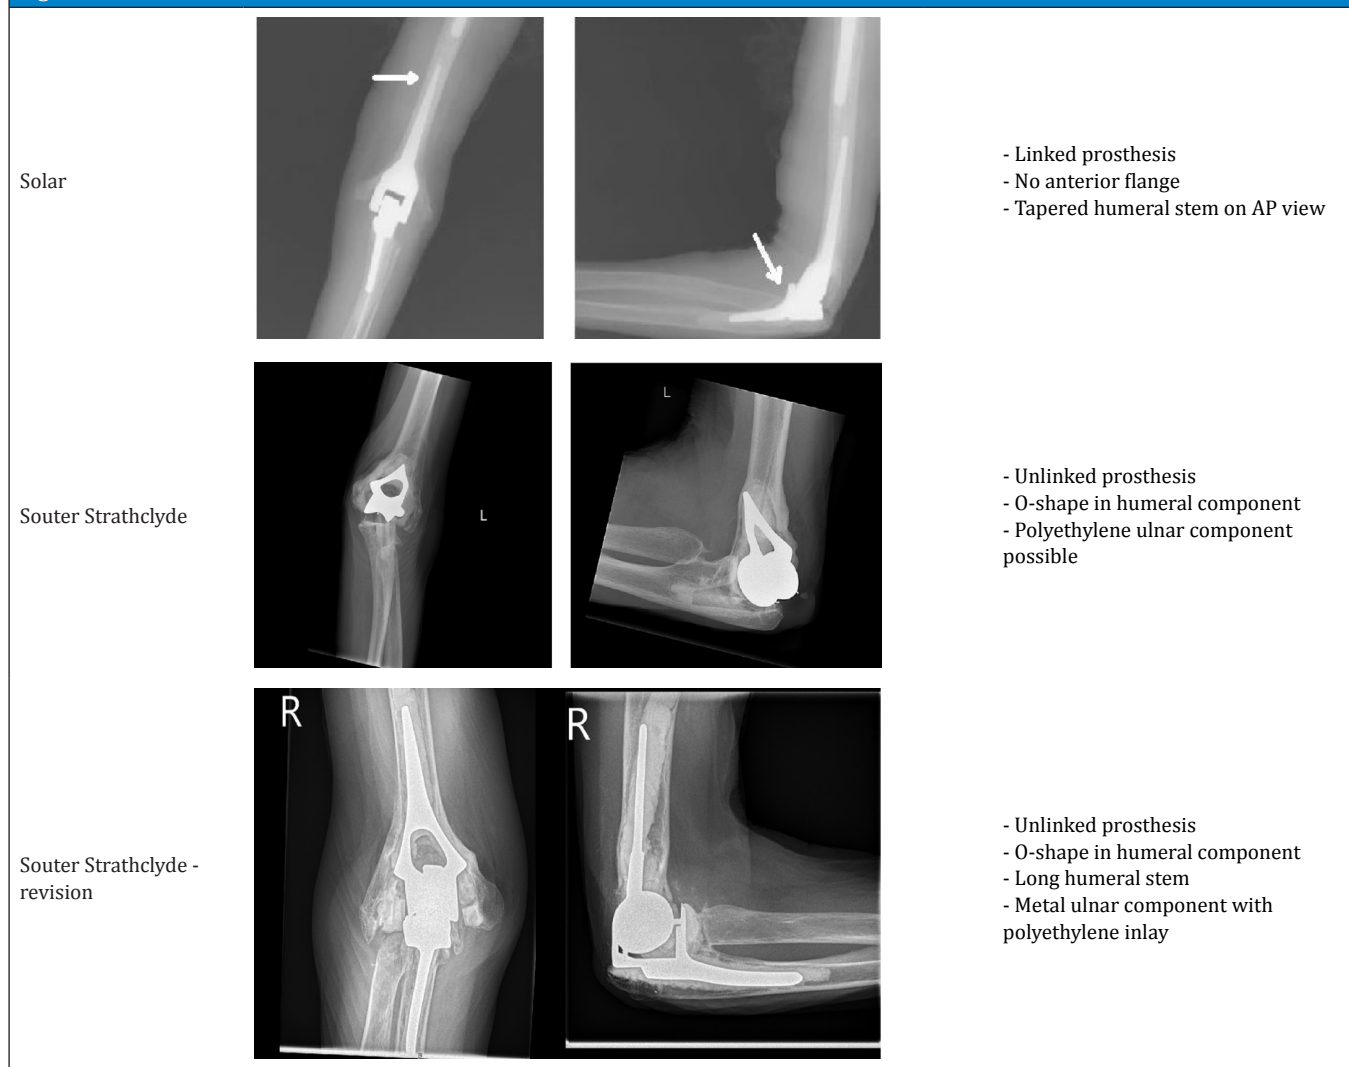 Solar
- Linked prosthesis
- No anterior flange
- Tapered humeral stem on AP view
Souter Strathclyde
L
L
- Unlinked prosthesis
- O-shape in humeral component
- Polyethylene ulnar component
possible
Souter Strathclyde -
revision
R
R
- Unlinked prosthesis
- O-shape in humeral component
- Long humeral stem
- Metal ulnar component with
polyethylene inlay